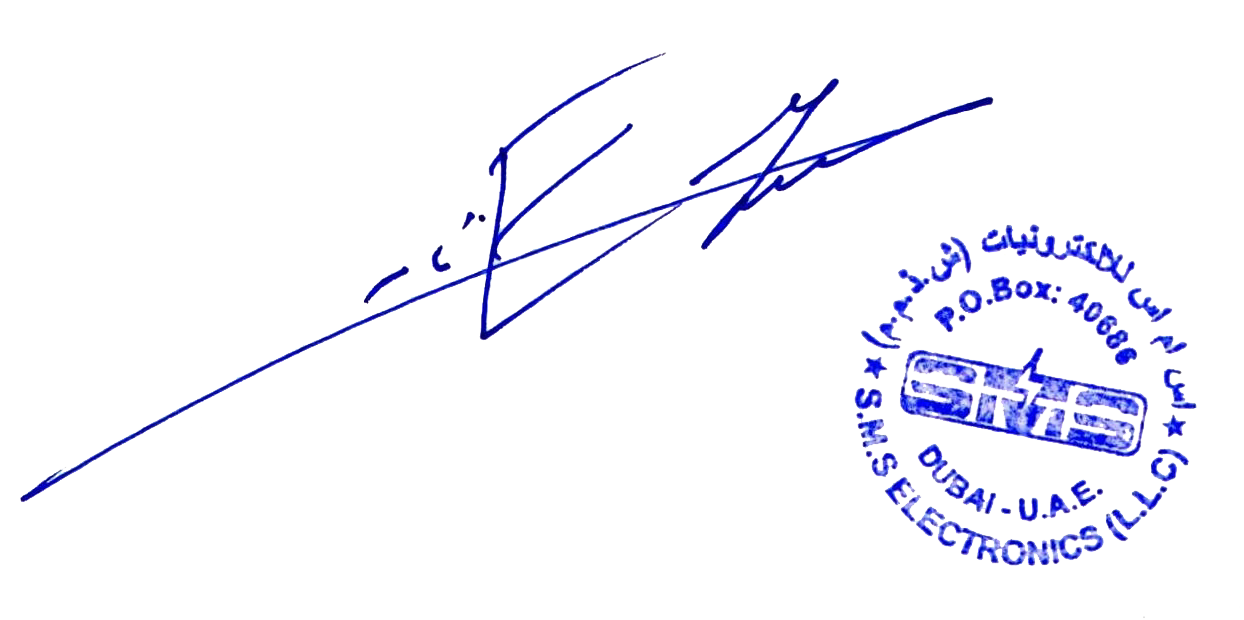 إس إم إس للالكترونيات (ش.ذ.م.م)
P.O.Box: 40686
SMS
DUBAI - U.A.E.
S.M.S ELECTRONICS (L.L.C)